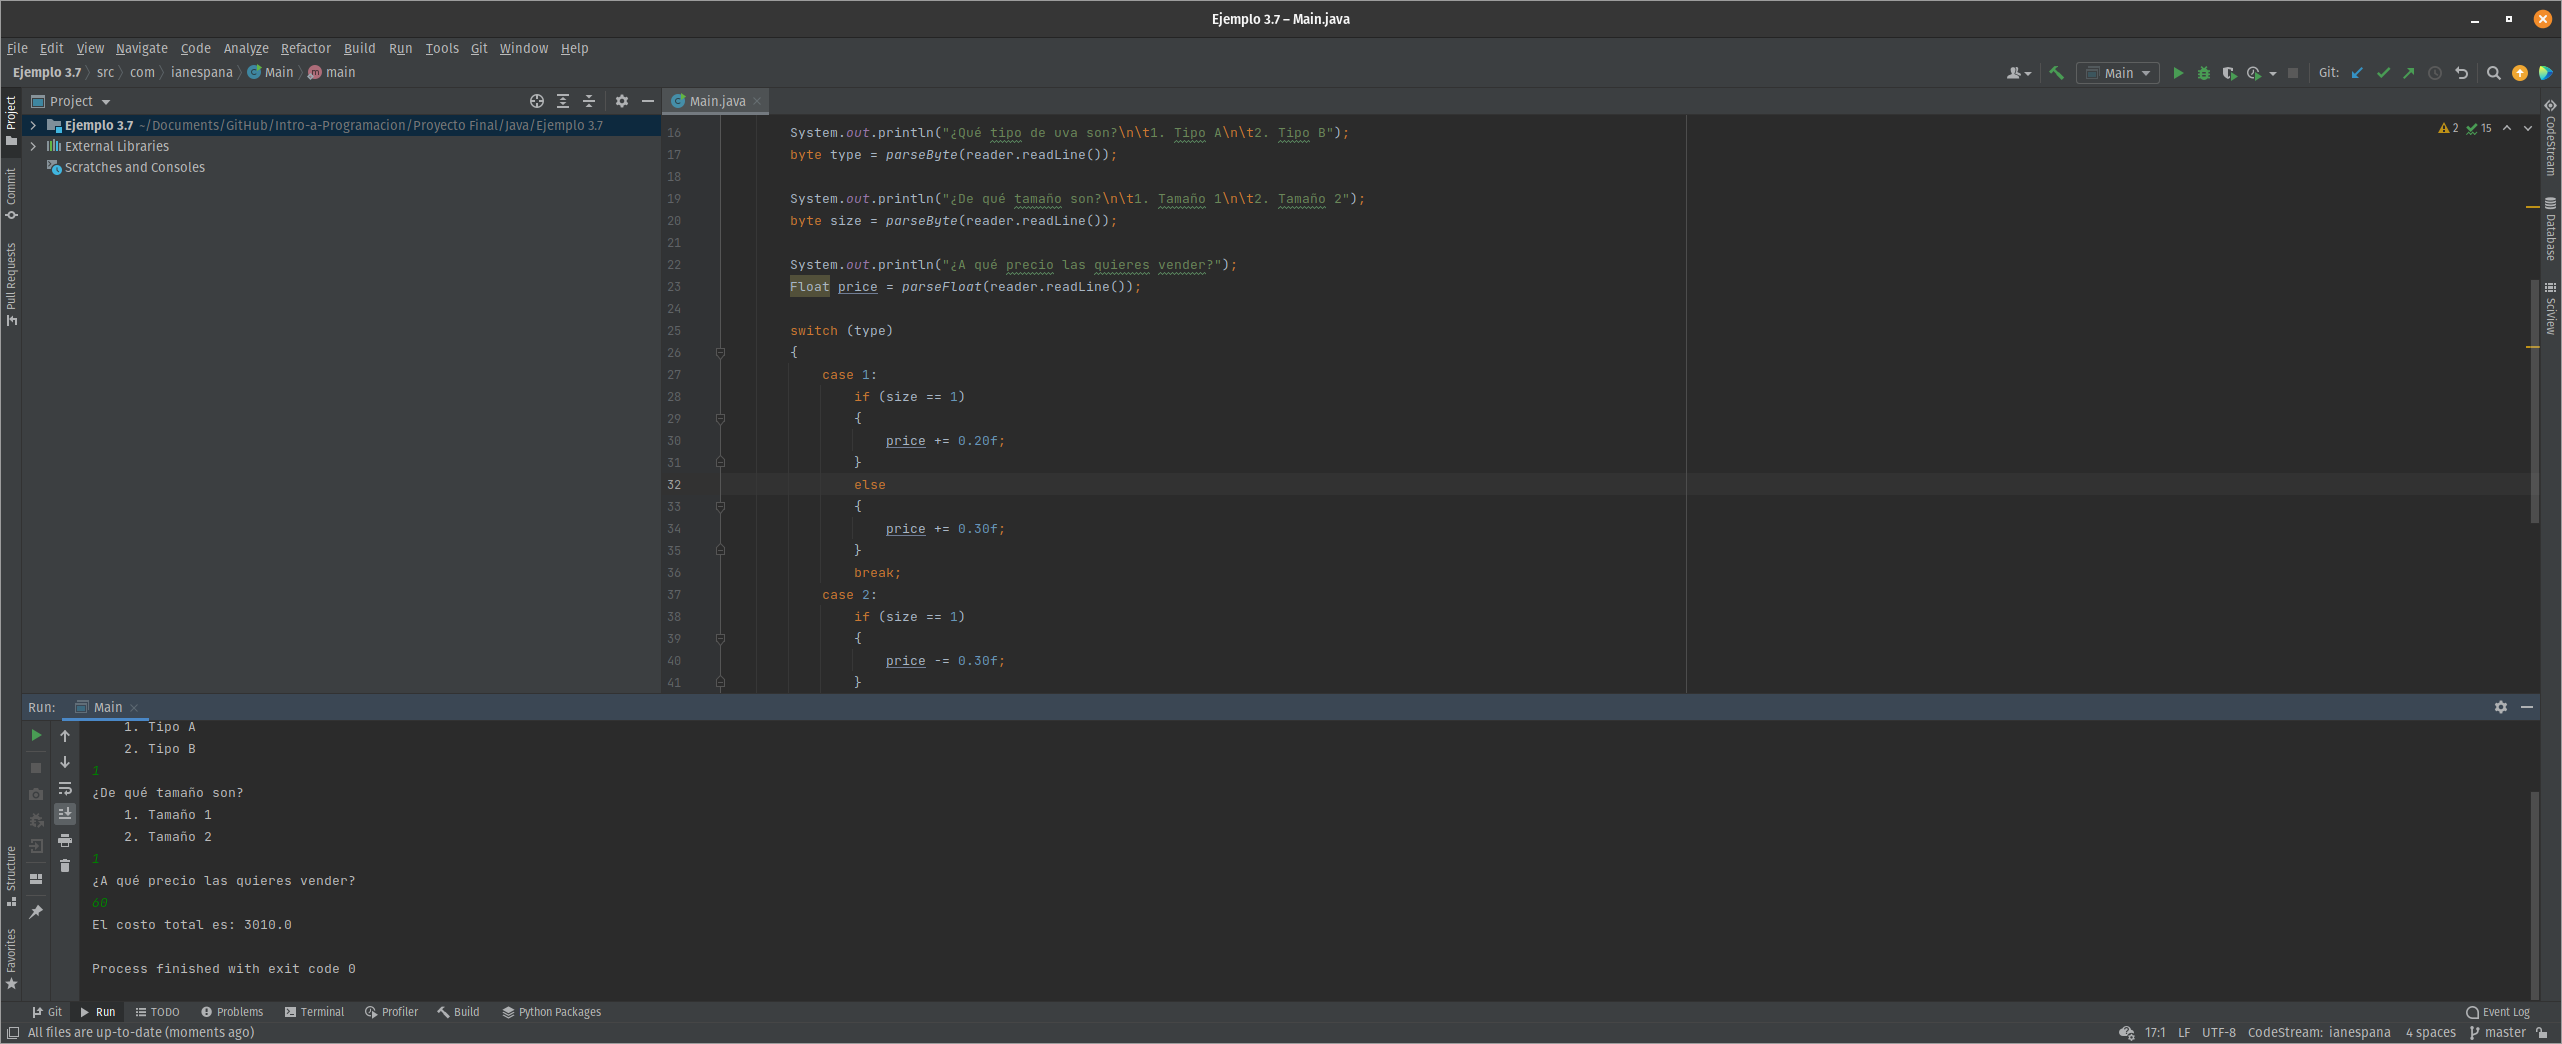 Ejemplo 3.7 – Main.java
File Edit View Navigate Code Analyze Refactor Build Run Tools Git Window Help
Ejemplo 3.7 src com ianespana Main main
Main Git:
Project
Main.java
Project
Commit
Pull Requests
Structure
Favorites
Ejemplo 3.7 ~/Documents/GitHub/Intro-a-Programacion/Proyecto Final/Java/Ejemplo 3.7
External Libraries
Scratches and Consoles
2 15
16 System.out.println("¿Qué tipo de uva son?\n\t1. Tipo A\n\t2. Tipo B");
17 byte type = parseByte(reader.readLine());
18
19 System.out.println("¿De qué tamaño son?\n\t1. Tamaño 1\n\t2. Tamaño 2");
20 byte size = parseByte(reader.readLine());
21
22 System.out.println("¿A qué precio las quieres vender?");
23 Float price = parseFloat(reader.readLine());
24
25 switch (type)
26 {
27 case 1:
28 if (size == 1)
29 {
30 price += 0.20f;
31 }
32 else
33 {
34 price += 0.30f;
35 }
36 break;
37 case 2:
38 if (size == 1)
39 {
40 price -= 0.30f;
41 }
CodeStream
Database
SciView
Run: Main
1. Tipo A
2. Tipo B
1
¿De qué tamaño son?
1. Tamaño 1
2. Tamaño 2
1
¿A qué precio las quieres vender?
60
El costo total es: 3010.0
Process finished with exit code 0
Git Run TODO Problems Terminal Profiler Build Python Packages Event Log
All files are up-to-date (moments ago) 17:1 LF UTF-8 CodeStream: ianespana 4 spaces master